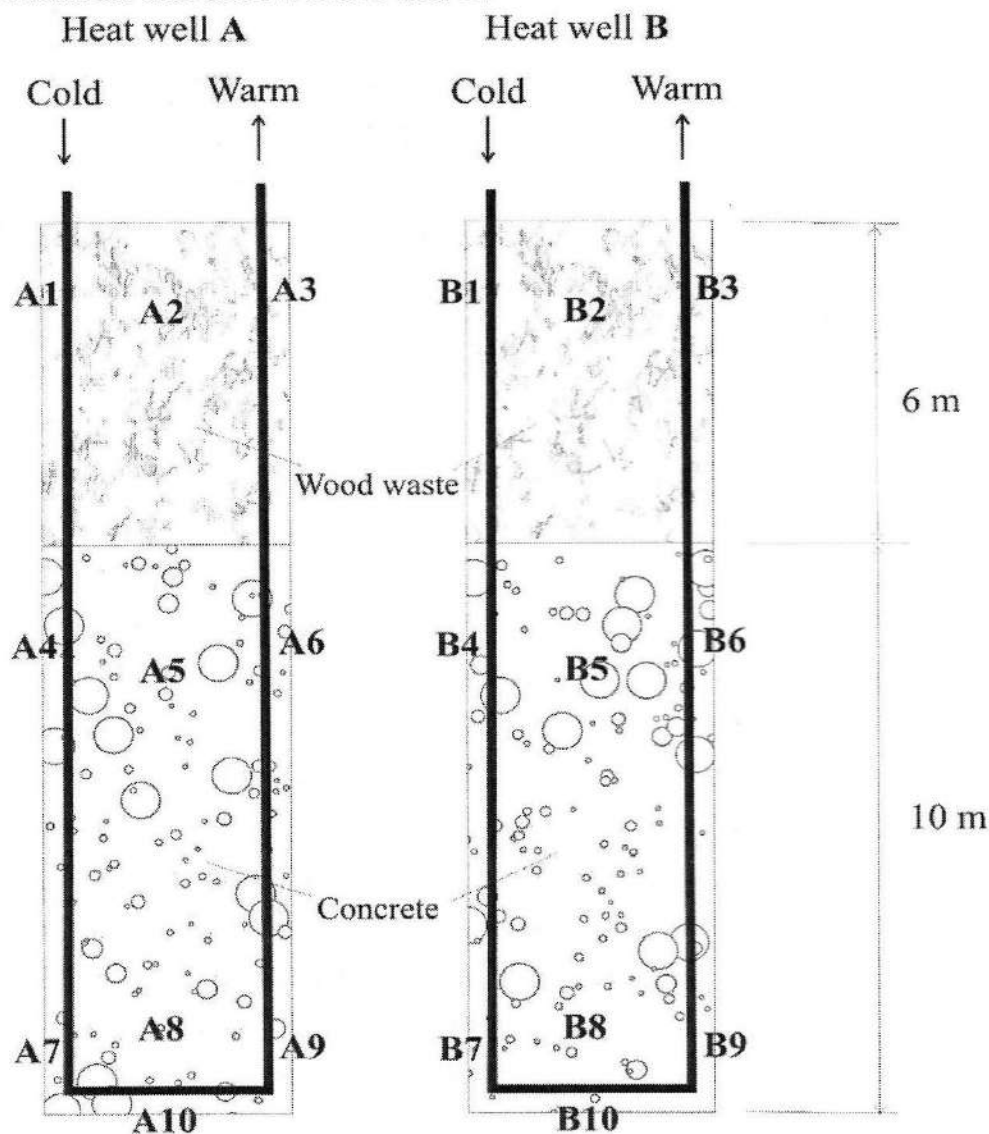 Heat well A Heat well B
Cold Warm Cold Warm
A1 A2 A3 B1 B2 B3
6 m
Wood waste
A4 A5 A6 B4 B5 B6
10 m
Concrete
A7 A8 A9 B7 B8 B9
A10 B10